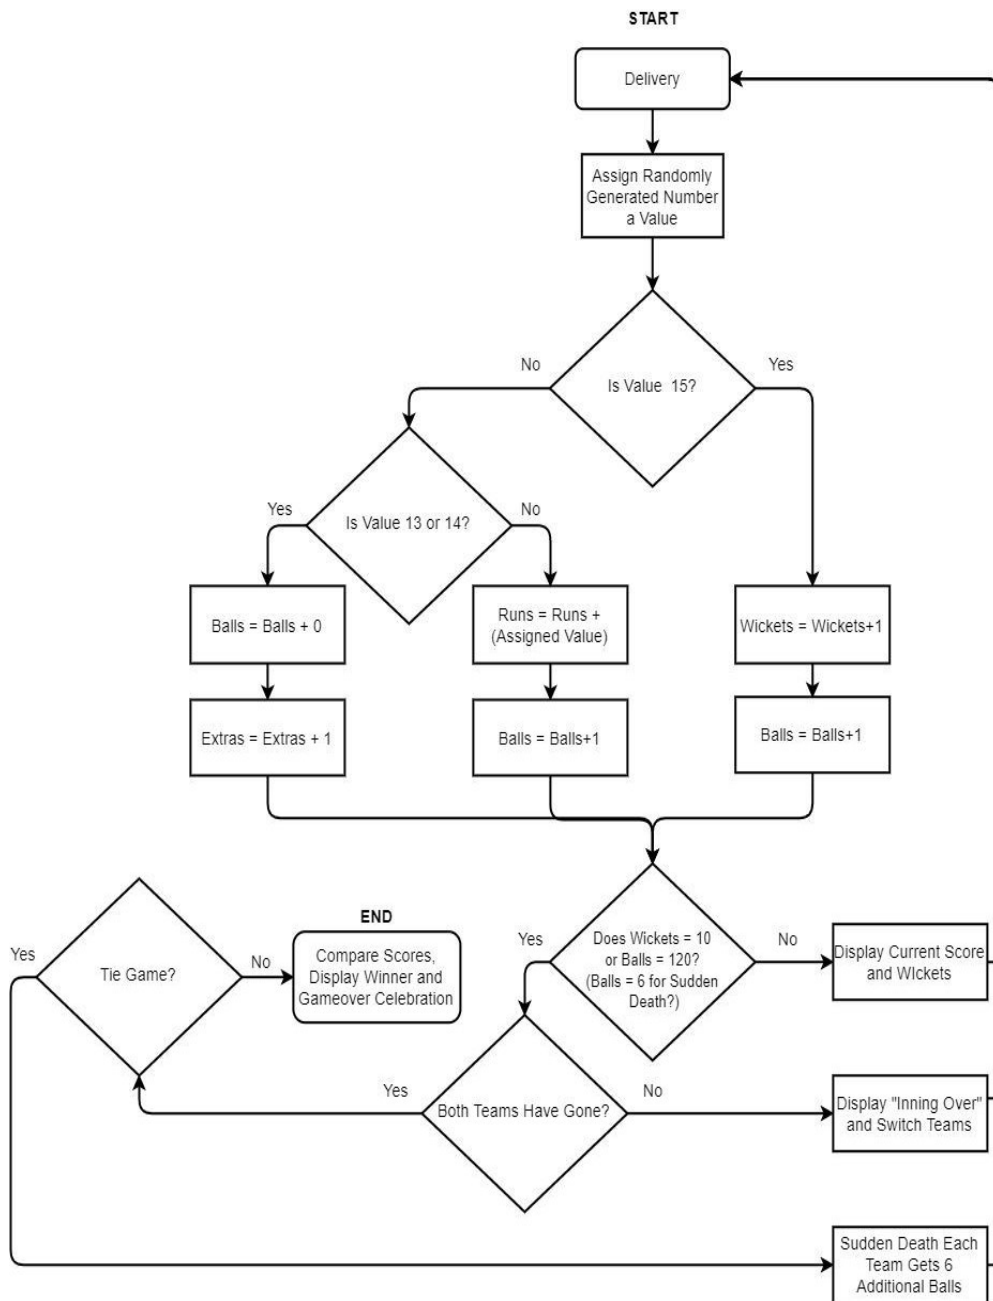 START
Delivery
Assign Randomly
Generated Number
a Value
No
Yes
Is Value 15?
Yes
Is Value 13 or 14?
No
Balls = Balls + 0
Runs = Runs +
(Assigned Value)
Wickets = Wickets+1
Extras = Extras + 1
Balls = Balls+1
Balls = Balls+1
Yes
Tie Game?
No
END
Compare Scores,
Display Winner and
Gameover Celebration
Yes
Does Wickets = 10
or Balls = 120?
(Balls = 6 for Sudden
Death?)
No
Display Current Score
and WIckets
Yes
Both Teams Have Gone?
No
Display "Inning Over"
and Switch Teams
Sudden Death Each
Team Gets 6
Additional Balls